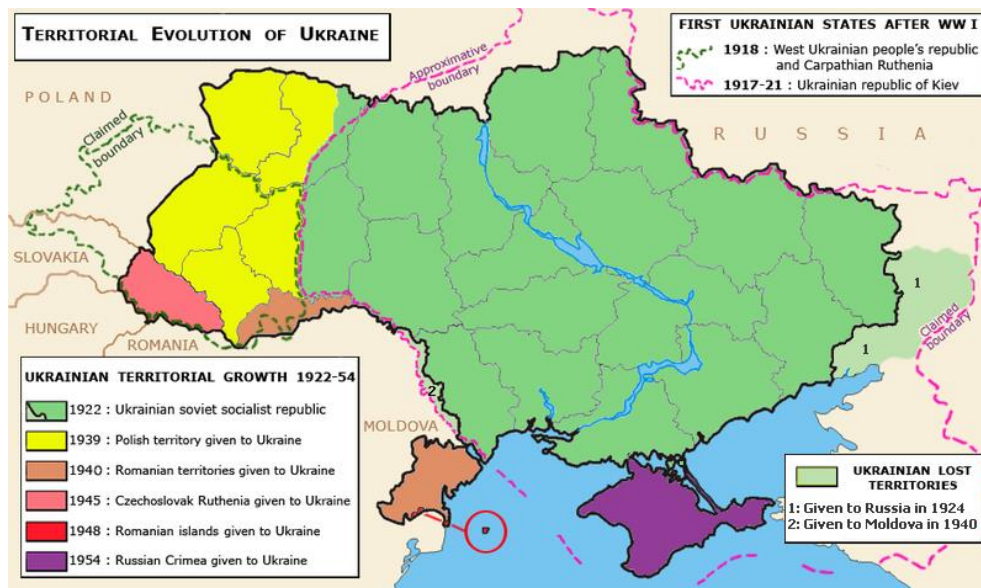 TERRITORIAL EVOLUTION OF UKRAINE
FIRST UKRAINIAN STATES AFTER WW I
1918 : West Ukrainian people's republic
and Carpathian Ruthenia
1917-21 : Ukrainian republic of Kiev
Approximative
boundary
POLAND
Claimed
boundary
RUSSIA
SLOVAKIA
HUNGARY
ROMANIA
1
1
Claimed
boundary
2
MOLDOVA
UKRAINIAN TERRITORIAL GROWTH 1922-54
1922 : Ukrainian soviet socialist republic
1939 : Polish territory given to Ukraine
1940 : Romanian territories given to Ukraine
1945 : Czechoslovak Ruthenia given to Ukraine
1948 : Romanian islands given to Ukraine
1954 : Russian Crimea given to Ukraine
UKRAINIAN LOST
TERRITORIES
1: Given to Russia in 1924
2: Given to Moldova in 1940